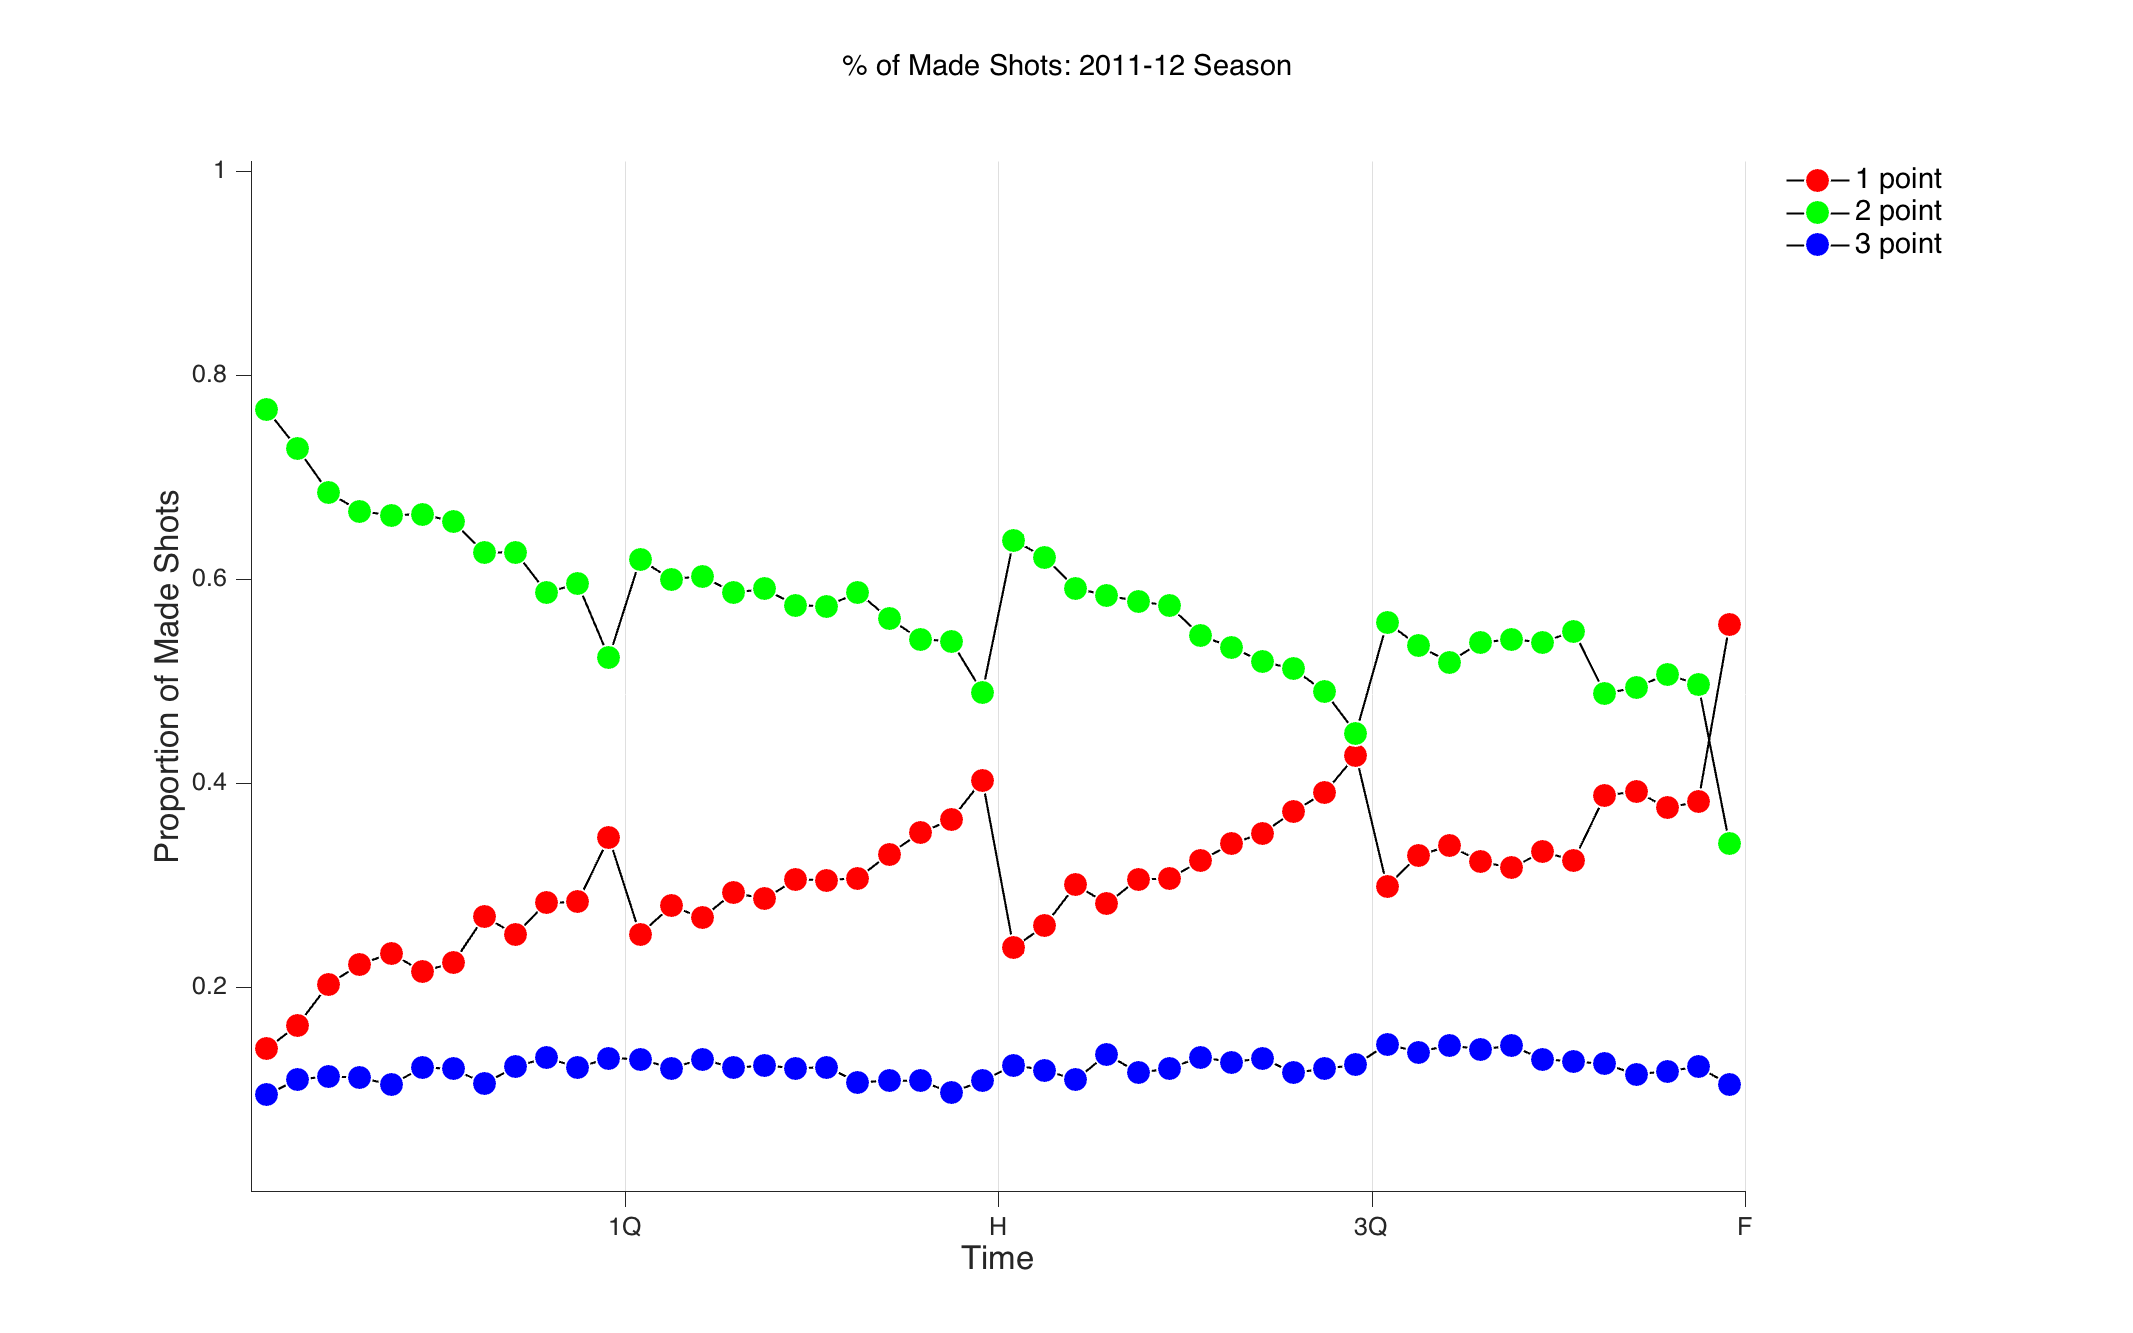 % of Made Shots: 2011-12 Season
1 point
2 point
3 point
1
0.8
0.6
0.4
0.2
Proportion of Made Shots
1Q
H
3Q
F
Time